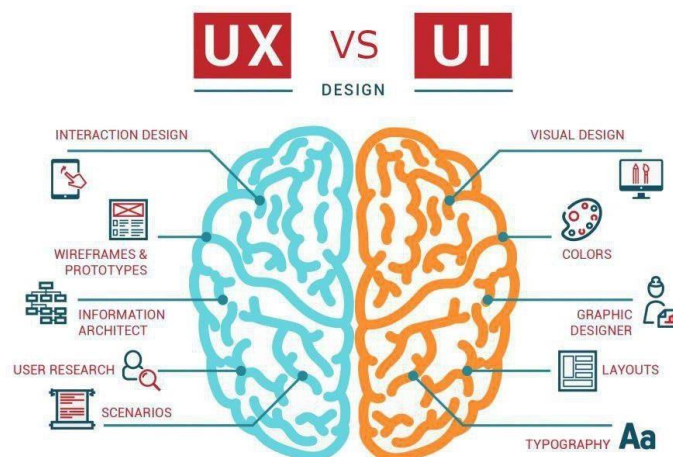 UX VS UI
DESIGN
INTERACTION DESIGN
WIREFRAMES &
PROTOTYPES
INFORMATION
ARCHITECT
USER RESEARCH
SCENARIOS
VISUAL DESIGN
COLORS
GRAPHIC
DESIGNER
LAYOUTS
TYPOGRAPHY Aa